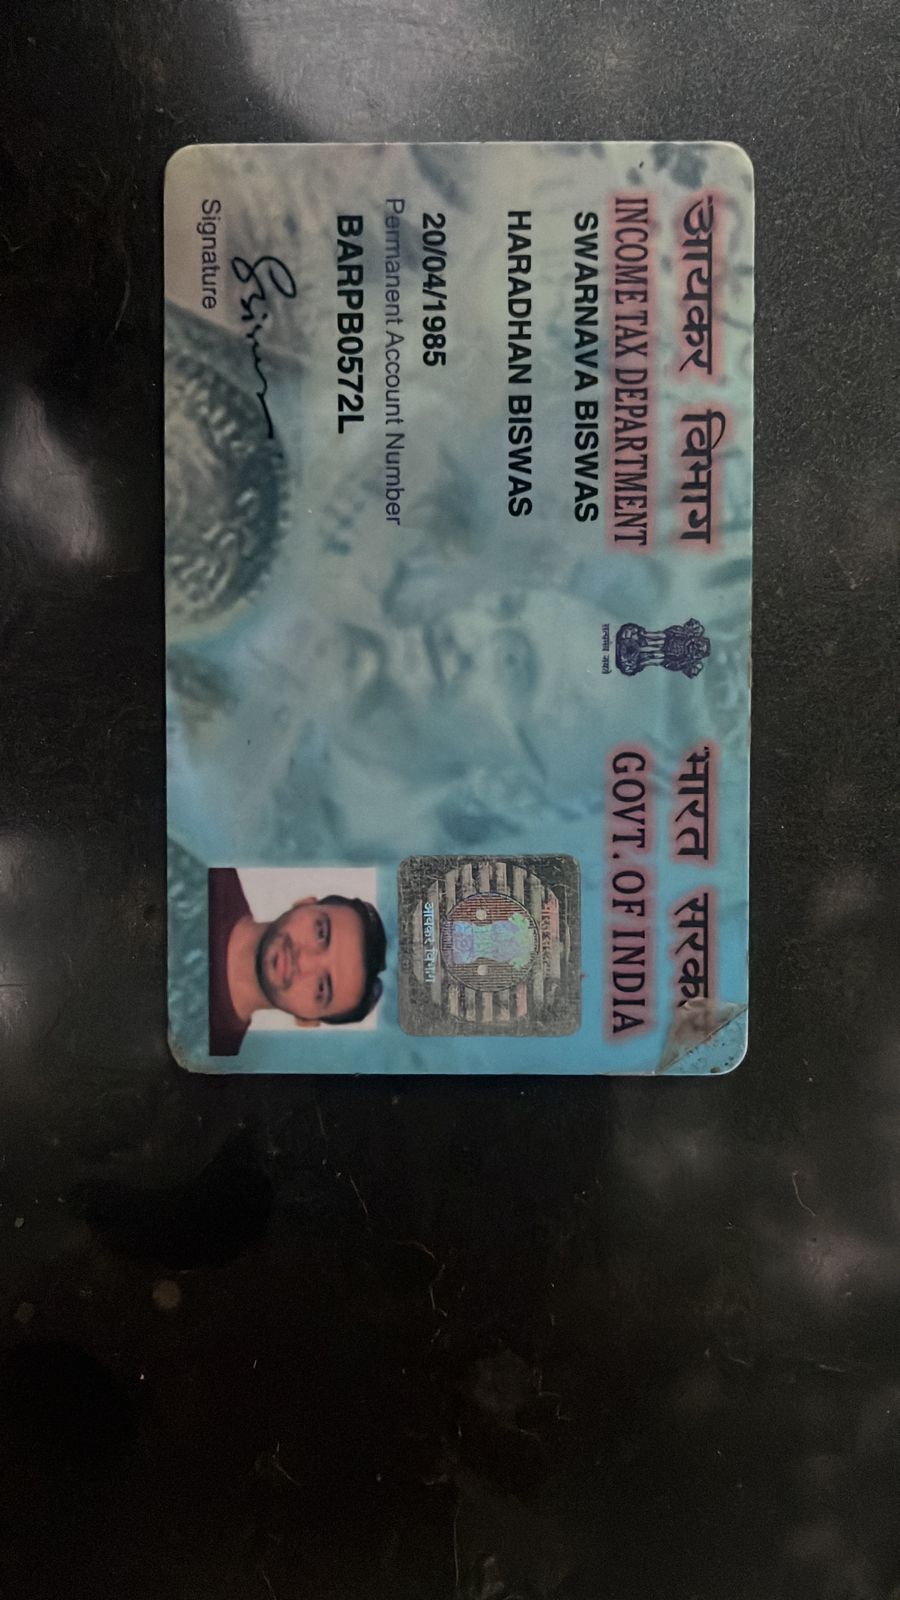 आयकर विभाग
INCOME TAX DEPARTMENT
सत्यमेव जयते
भारत
GOVT. OF INDIA
SWARNAVA BISWAS
HARADHAN BISWAS
20/04/1985
Permanent Account Number
BARPB0572L
Signature
आयकर विभाग